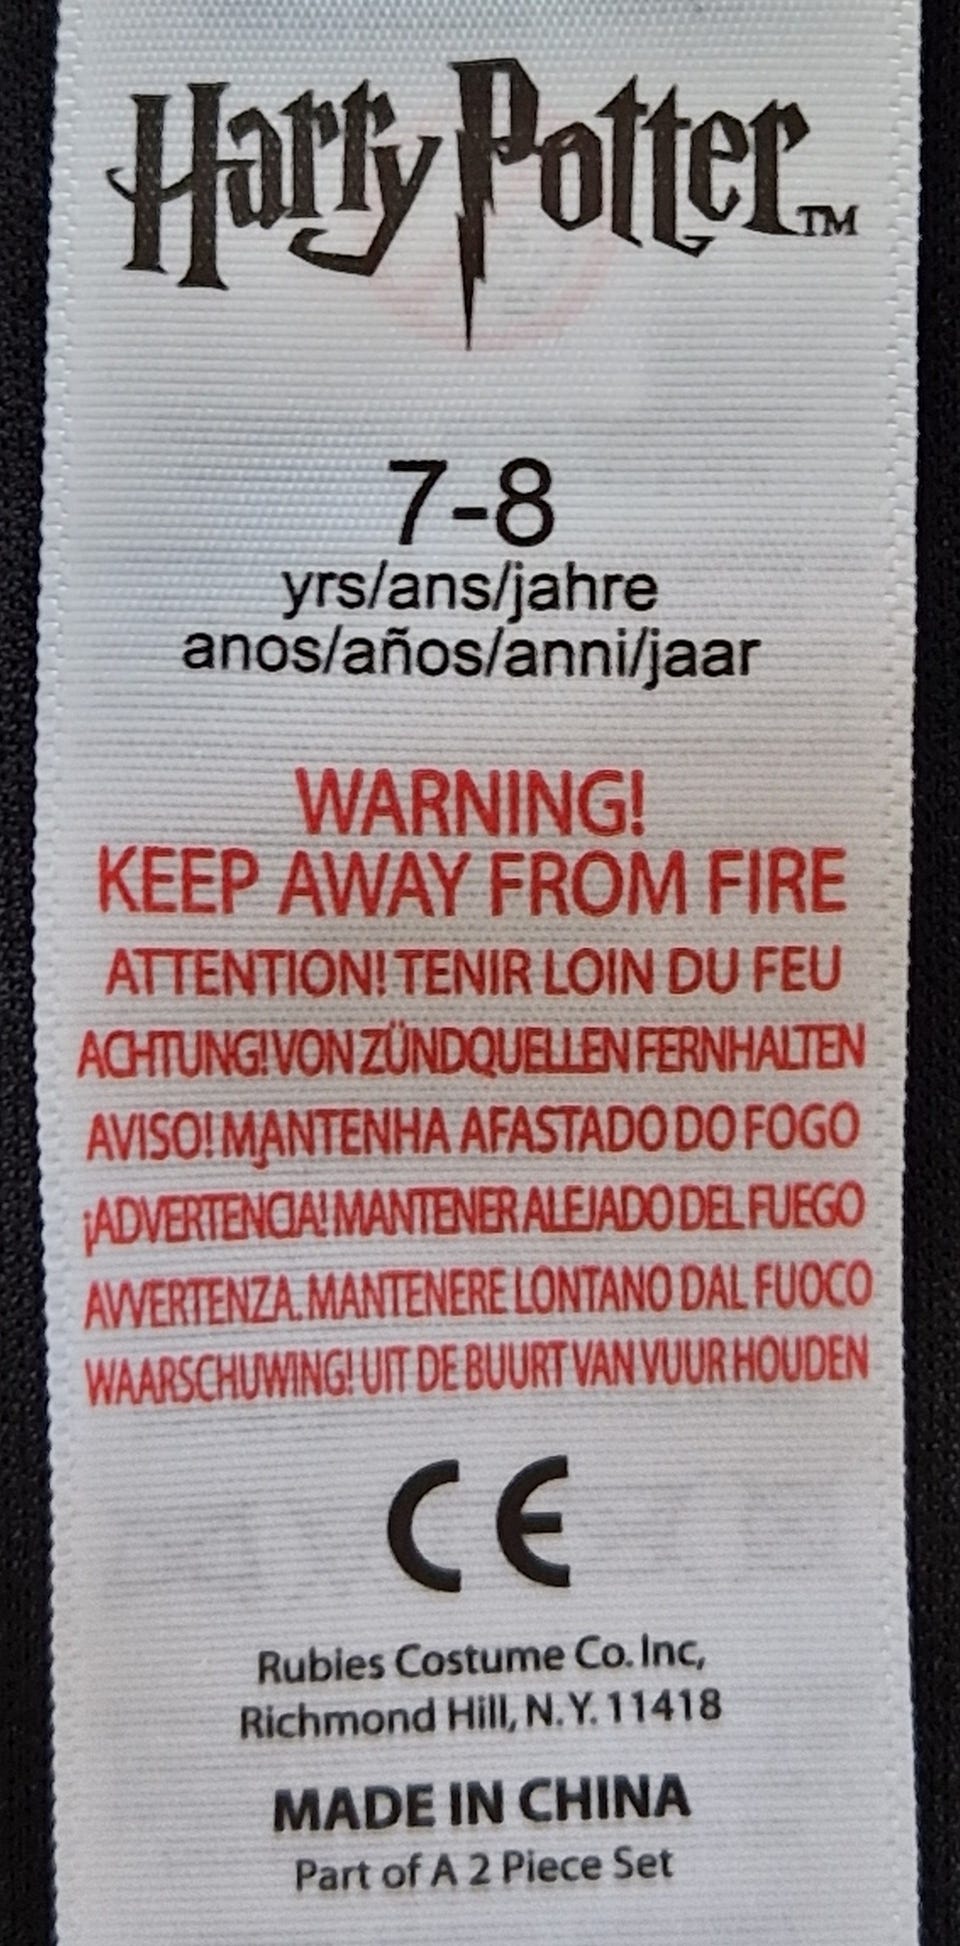 Harry Potter™
7-8
yrs/ans/jahre
anos/años/anni/jaar
WARNING!
KEEP AWAY FROM FIRE
ATTENTION! TENIR LOIN DU FEU
ACHTUNG! VON ZÜNDQUELLEN FERNHALTEN
AVISO! MANTENHA AFASTADO DO FOGO
¡ADVERTENCIA! MANTENER ALEJADO DEL FUEGO
AVVERTENZA. MANTENERE LONTANO DAL FUOCO
WAARSCHUWING! UIT DE BUURT VAN VUUR HOUDEN
CE
Rubies Costume Co. Inc,
Richmond Hill, N.Y. 11418
MADE IN CHINA
Part of A 2 Piece Set